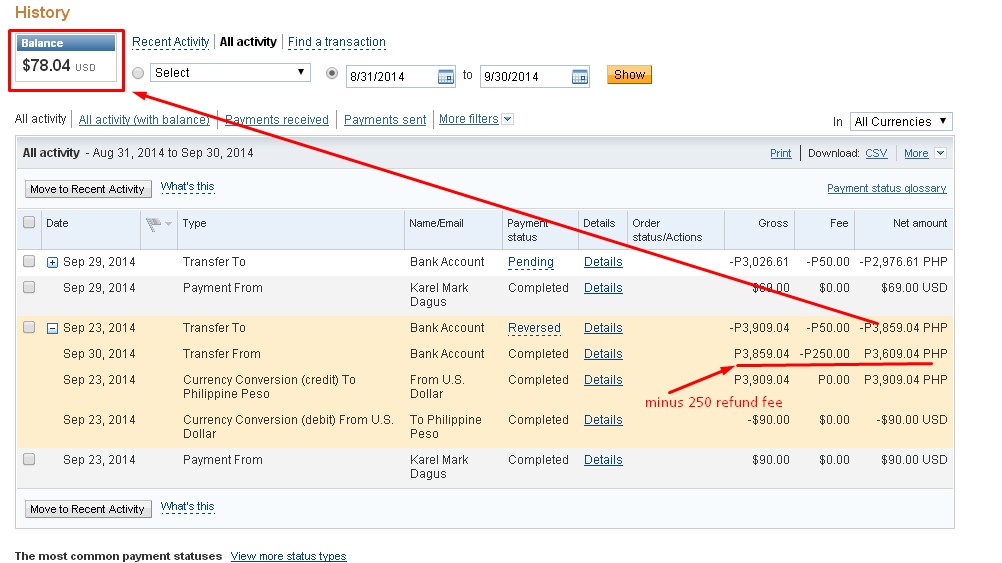 History
Balance
$78.04 USD
Recent Activity All activity Find a transaction
Select 8/31/2014 to 9/30/2014 Show
All activity All activity (with balance) Payments received Payments sent More filters
In All Currencies
All activity - Aug 31, 2014 to Sep 30, 2014 Print Download: CSV More
Move to Recent Activity What's this Payment status glossary
Date Type Name/Email Payment status Details Order status/Actions Gross Fee Net amount
Sep 29, 2014 Transfer To Bank Account Pending Details -P3,026.61 -P50.00 -P2,976.61 PHP
Sep 29, 2014 Payment From Karel Mark Dagus Completed Details $69.00 $0.00 $69.00 USD
Sep 23, 2014 Transfer To Bank Account Reversed Details -P3,909.04 -P50.00 -P3,859.04 PHP
Sep 30, 2014 Transfer From Bank Account Completed Details P3,859.04 -P250.00 P3,609.04 PHP
Sep 23, 2014 Currency Conversion (credit) To Philippine Peso From U.S. Dollar Completed Details P3,909.04 P0.00 P3,909.04 PHP
minus 250 refund fee
Sep 23, 2014 Currency Conversion (debit) From U.S. Dollar To Philippine Peso Completed Details -$90.00 $0.00 -$90.00 USD
Sep 23, 2014 Payment From Karel Mark Dagus Completed Details $90.00 $0.00 $90.00 USD
Move to Recent Activity What's this
The most common payment statuses View more status types